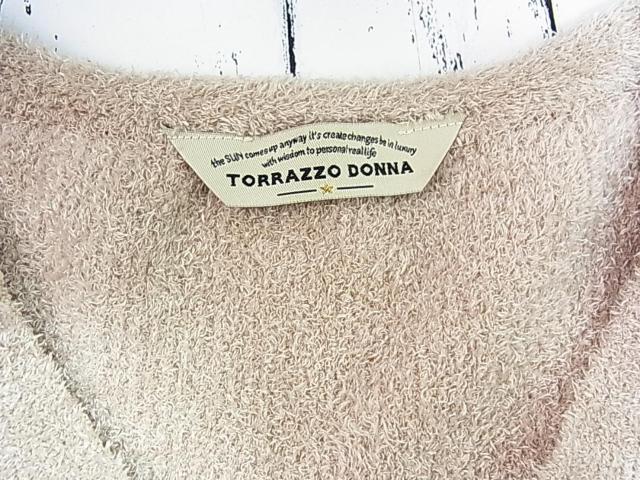 the SUN comes up anyway it's create changes be in luxury
with wisdom to personal real life
TORRAZZO DONNA